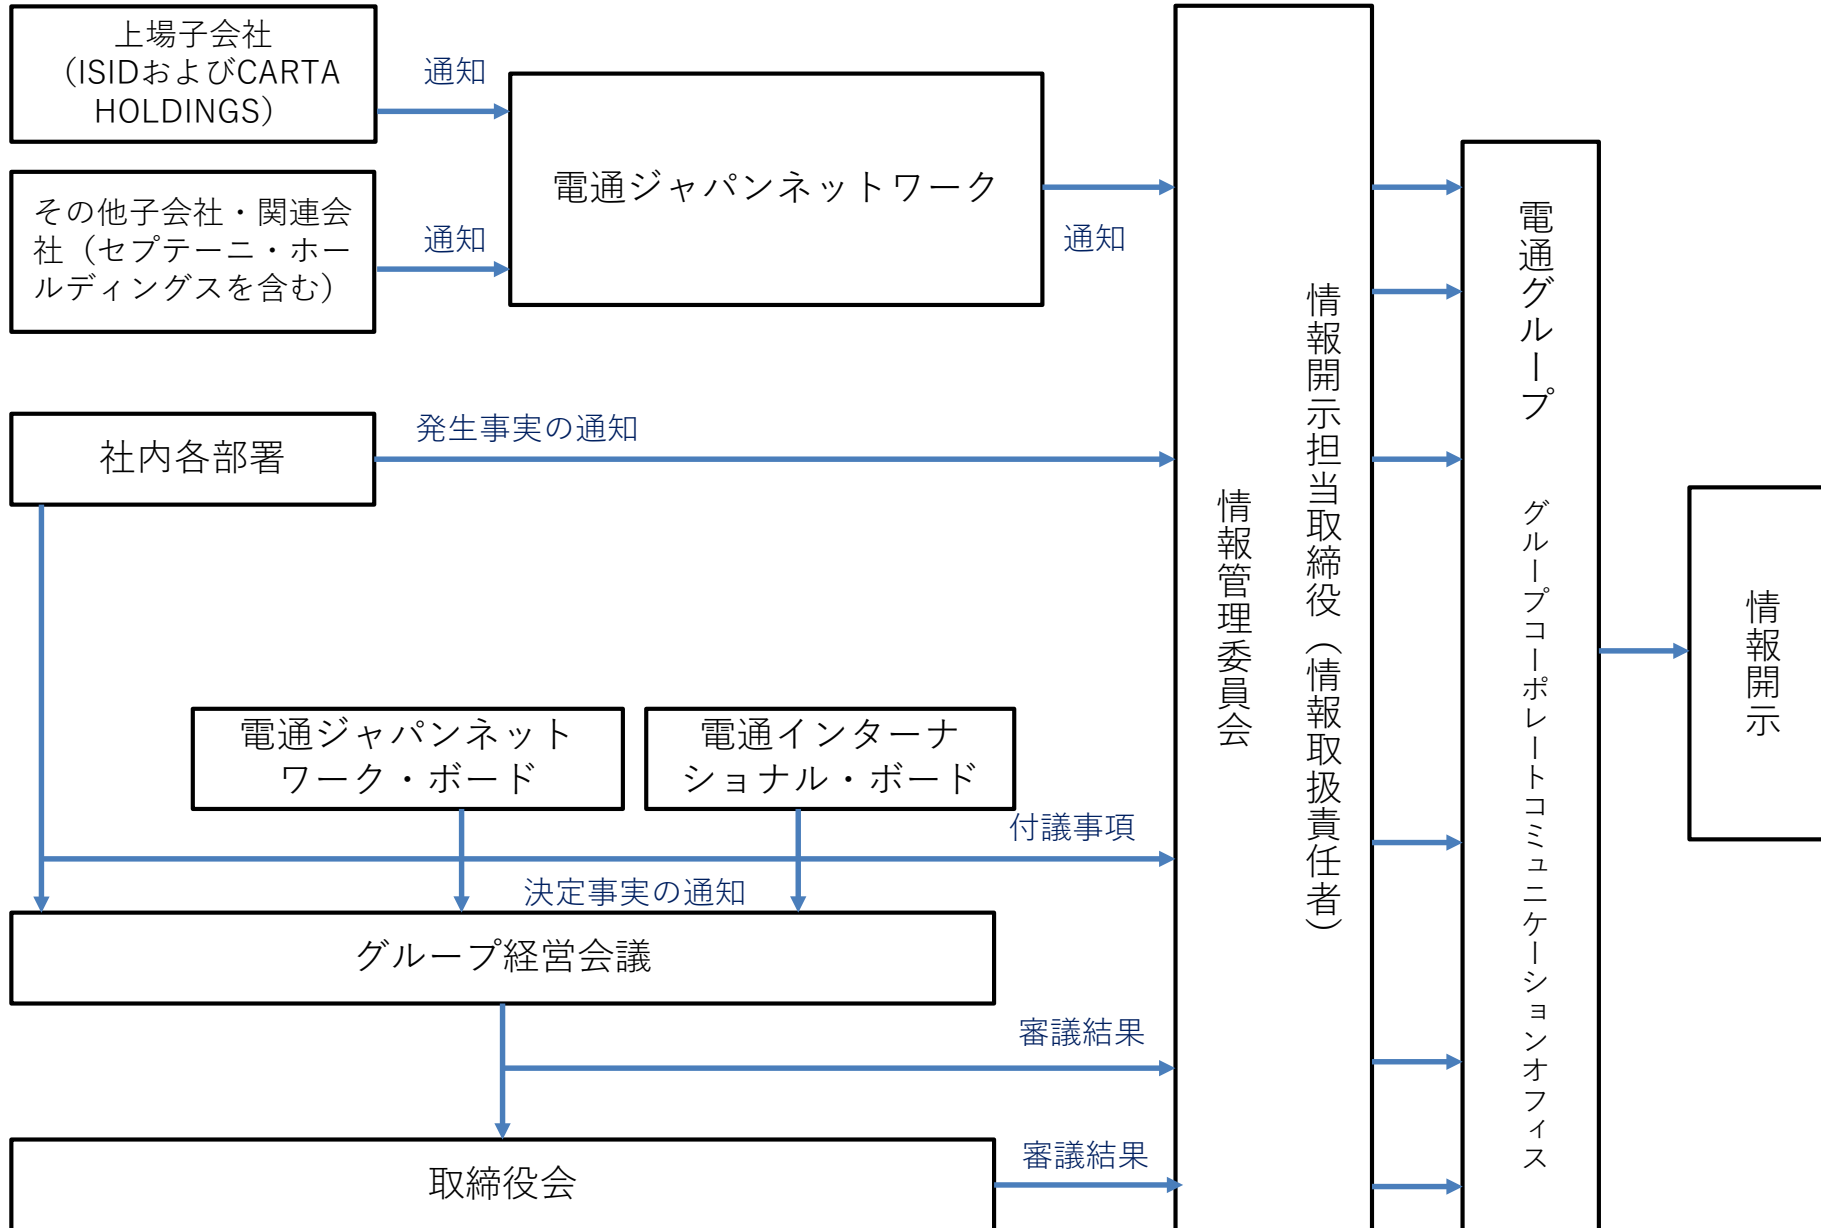 上場子会社
（ISIDおよびCARTA
HOLDINGS）
通知
電通ジャパンネットワーク
その他子会社・関連会
社（セプテーニ・ホー
ルディングスを含む）
通知
通知
社内各部署
発生事実の通知
電通ジャパンネット
ワーク・ボード
電通インターナ
ショナル・ボード
付議事項
決定事実の通知
グループ経営会議
審議結果
取締役会
審議結果
情報開示担当取締役（情報取扱責任者）
情報管理委員会
電通グループ　グループコーポレートコミュニケーションオフィス
情報開示